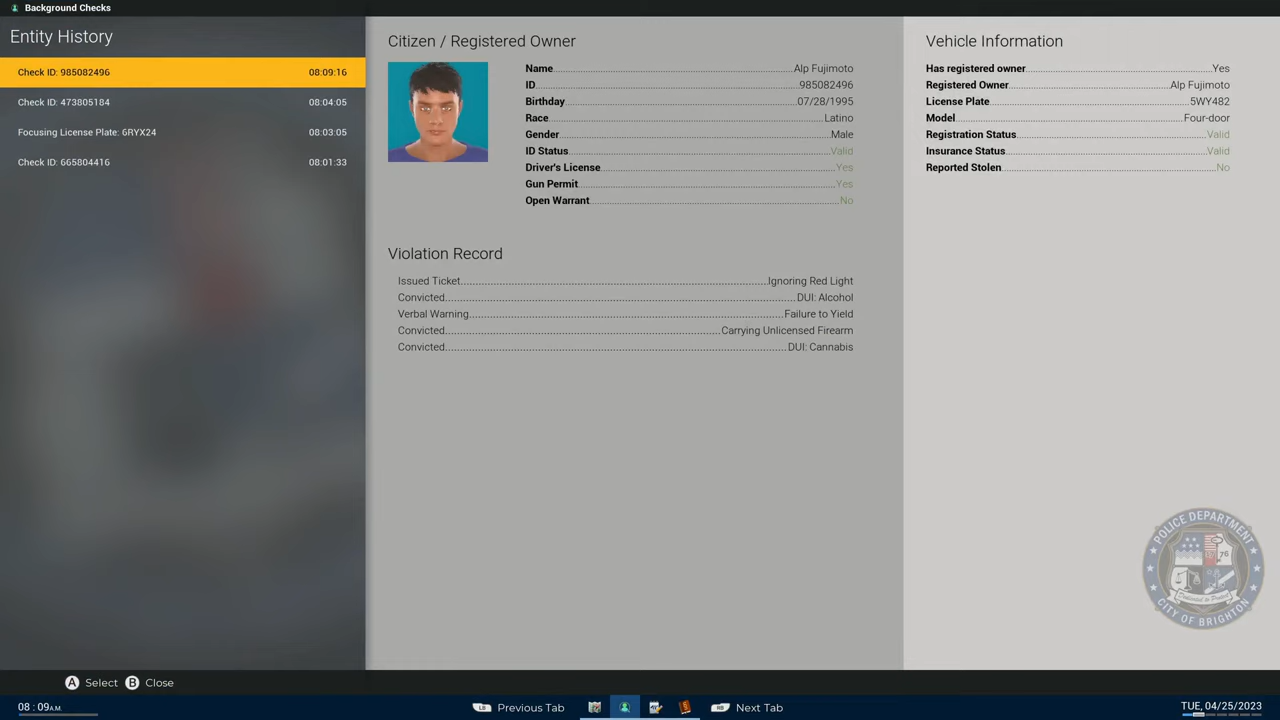 Background Checks
Entity History
Check ID: 985082496 08:09:16
Check ID: 473805184 08:04:05
Focusing License Plate: 6RYX24 08:03:05
Check ID: 665804416 08:01:33
Citizen / Registered Owner
Name Alp Fujimoto
ID 985082496
Birthday 07/28/1995
Race Latino
Gender Male
ID Status Valid
Driver's License Yes
Gun Permit Yes
Open Warrant No
Violation Record
Issued Ticket Ignoring Red Light
Convicted DUI: Alcohol
Verbal Warning Failure to Yield
Convicted Carrying Unlicensed Firearm
Convicted DUI: Cannabis
Vehicle Information
Has registered owner Yes
Registered Owner Alp Fujimoto
License Plate 5WY482
Model Four-door
Registration Status Valid
Insurance Status Valid
Reported Stolen No
POLICE DEPARTMENT
1776
Dedicated to Protect
CITY OF BRIGHTON
A Select B Close
08 : 09 A.M.
LB Previous Tab
RB Next Tab
TUE, 04/25/2023